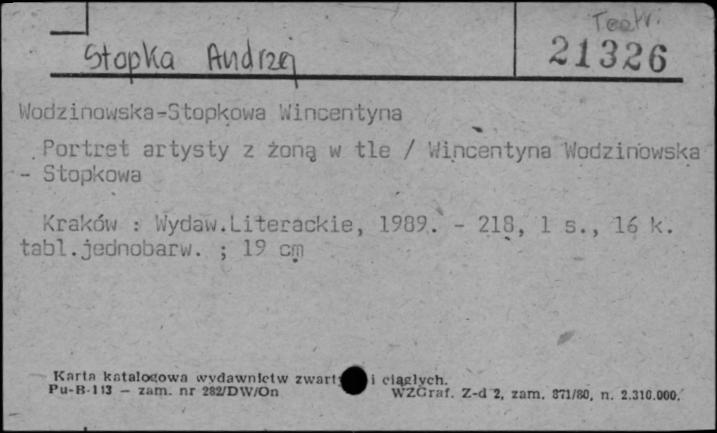 Teatr.
Stopka Andrzej
21326
Wodzinowska-Stopkowa Wincentyna
Portret artysty z żoną w tle / Wincentyna Wodzinowska
- Stopkowa
Kraków : Wydaw.Literackie, 1989. - 218, 1 s., 16 k.
tabl.jednobarw. ; 19 cm
Karta katalogowa wydawnictw i ciągłych.
Pu-B-113 — zam. nr 282/DW/On
WZGraf. Z-d 2, zam. 871/80, n. 2.310.000.